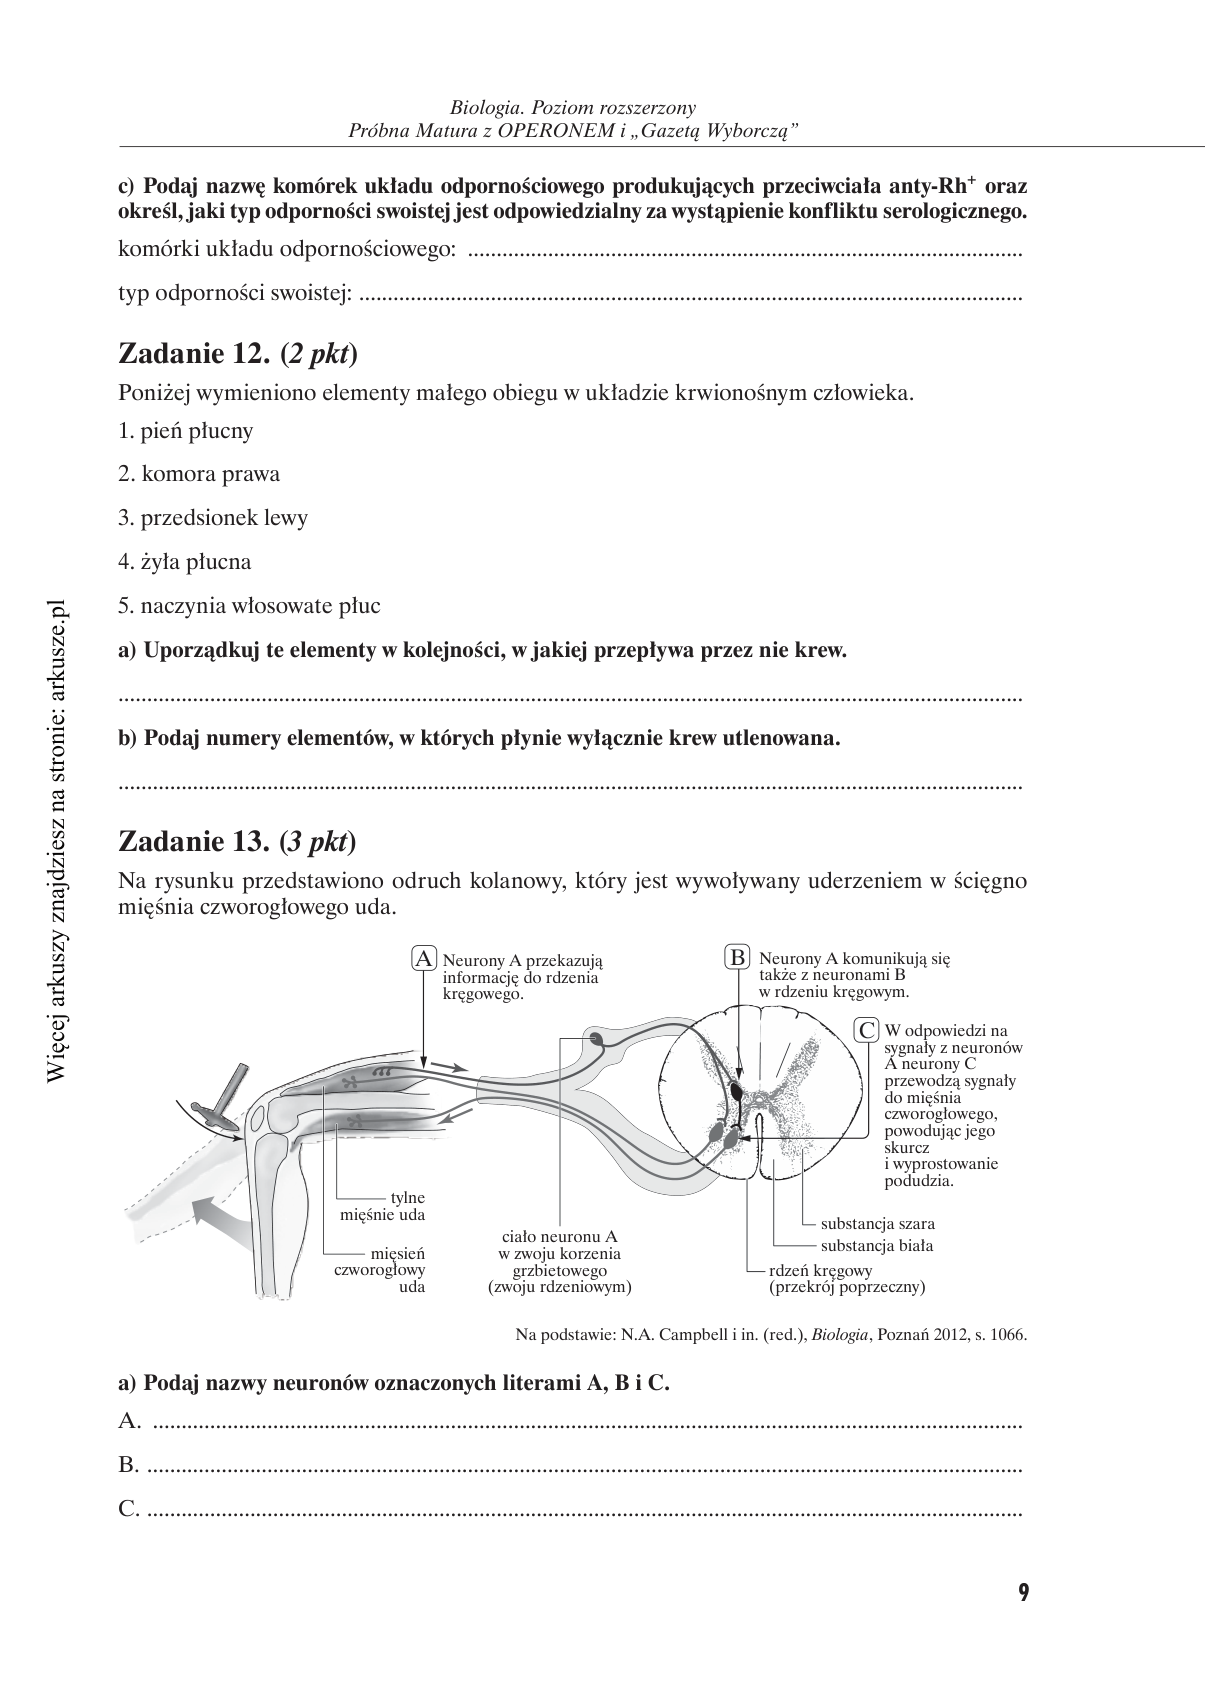 Biologia. Poziom rozszerzony
Próbna Matura z OPERONEM i „Gazetą Wyborczą”
c) Podaj nazwę komórek układu odpornościowego produkujących przeciwciała anty-Rh⁺ oraz
określ, jaki typ odporności swoistej jest odpowiedzialny za wystąpienie konfliktu serologicznego.
komórki układu odpornościowego: ................................................................
typ odporności swoistej: ................................................................
Zadanie 12. (2 pkt)
Poniżej wymieniono elementy małego obiegu w układzie krwionośnym człowieka.
1. pień płucny
2. komora prawa
3. przedsionek lewy
4. żyła płucna
5. naczynia włosowate płuc
a) Uporządkuj te elementy w kolejności, w jakiej przepływa przez nie krew.
................................................................
b) Podaj numery elementów, w których płynie wyłącznie krew utlenowana.
................................................................
Zadanie 13. (3 pkt)
Na rysunku przedstawiono odruch kolanowy, który jest wywoływany uderzeniem w ścięgno
mięśnia czworogłowego uda.
A Neurony A przekazują
informację do rdzenia
kręgowego.
B Neurony A komunikują się
także z neuronami B
w rdzeniu kręgowym.
C W odpowiedzi na
sygnały z neuronów
A neurony C
przewodzą sygnały
do mięśnia
czworogłowego,
powodując jego
skurcz
i wyprostowanie
podudzia.
tylne
mięśnie uda
mięsień
czworogłowy
uda
ciało neuronu A
w zwoju korzenia
grzbietowego
(zwoju rdzeniowym)
substancja szara
substancja biała
rdzeń kręgowy
(przekrój poprzeczny)
Na podstawie: N.A. Campbell i in. (red.), Biologia, Poznań 2012, s. 1066.
a) Podaj nazwy neuronów oznaczonych literami A, B i C.
A. ................................................................
B. ................................................................
C. ................................................................
9
Więcej arkuszy znajdziesz na stronie: arkusze.pl